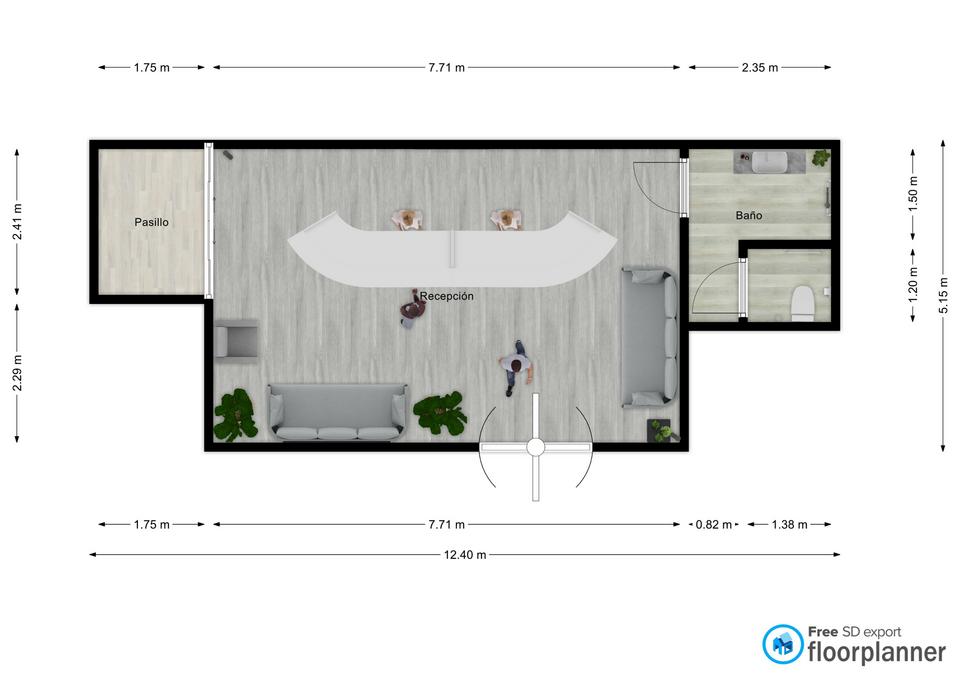 1.75 m
7.71 m
2.35 m
2.41 m
Pasillo
Baño
1.50 m
Recepción
1.20 m
5.15 m
2.29 m
1.75 m
7.71 m
0.82 m
1.38 m
12.40 m
Free SD export
floorplanner